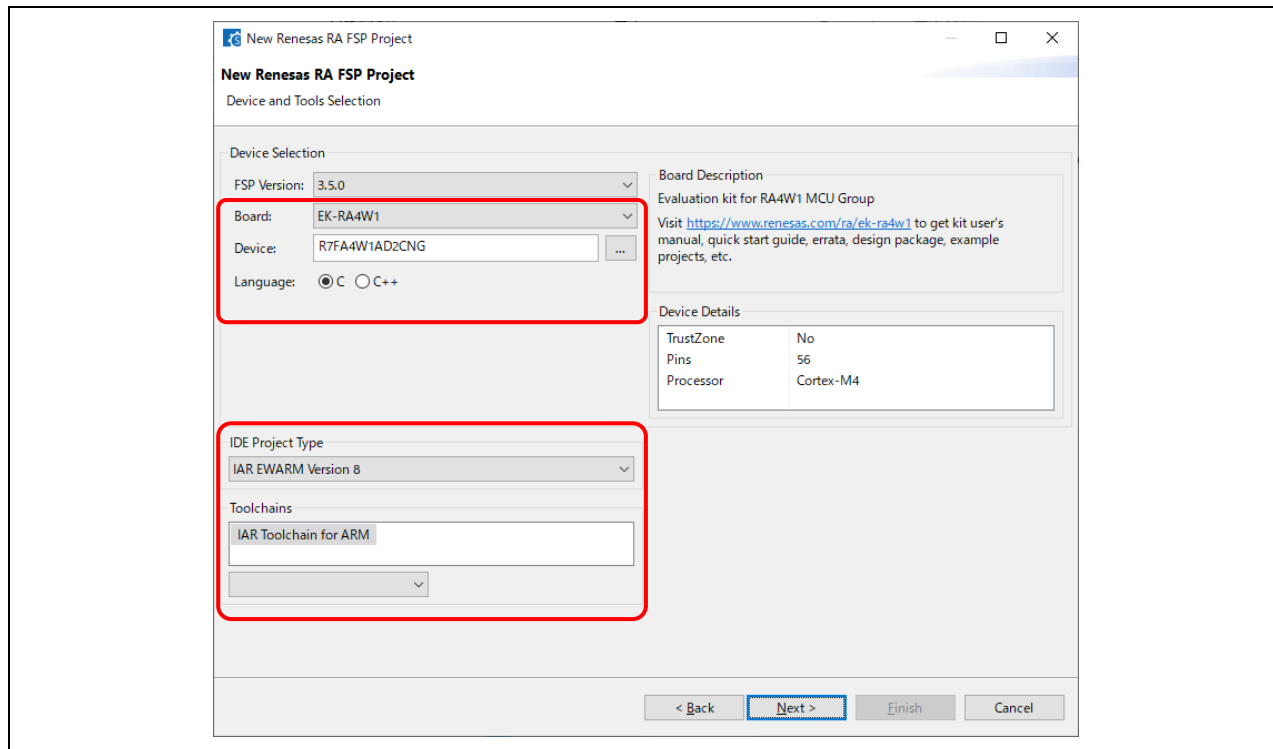 New Renesas RA FSP Project
New Renesas RA FSP Project
Device and Tools Selection
Device Selection
FSP Version: 3.5.0
Board: EK-RA4W1
Device: R7FA4W1AD2CNG ...
Language: C C++
Board Description
Evaluation kit for RA4W1 MCU Group
Visit https://www.renesas.com/ra/ek-ra4w1 to get kit user's
manual, quick start guide, errata, design package, example
projects, etc.
Device Details
TrustZone No
Pins 56
Processor Cortex-M4
IDE Project Type
IAR EWARM Version 8
Toolchains
IAR Toolchain for ARM
< Back Next > Finish Cancel